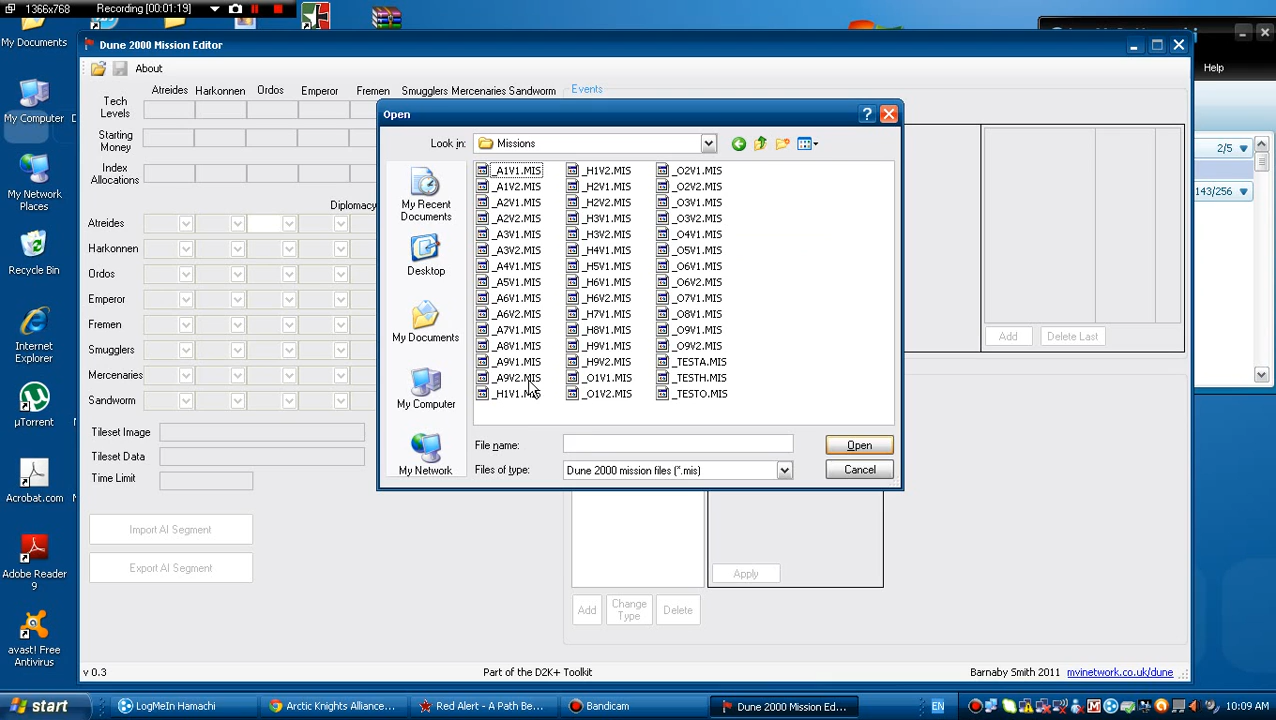 1366x768 Recording [00:01:19]
My Documents
My Computer
My Network Places
Recycle Bin
Internet Explorer
µTorrent
Acrobat.com
Adobe Reader 9
avast! Free Antivirus
Dune 2000 Mission Editor
About
Help
Atreides Harkonnen Ordos Emperor Fremen Smugglers Mercenaries Sandworm
Events
Tech Levels
Starting Money
Index Allocations
Diplomacy
Atreides
Harkonnen
Ordos
Emperor
Fremen
Smugglers
Mercenaries
Sandworm
Tileset Image
Tileset Data
Time Limit
Import AI Segment
Export AI Segment
Open
Look in: Missions
My Recent Documents
Desktop
My Documents
My Computer
My Network
_A1V1.MIS _H1V2.MIS _O2V1.MIS
_A1V2.MIS _H2V1.MIS _O2V2.MIS
_A2V1.MIS _H2V2.MIS _O3V1.MIS
_A2V2.MIS _H3V1.MIS _O3V2.MIS
_A3V1.MIS _H3V2.MIS _O4V1.MIS
_A3V2.MIS _H4V1.MIS _O5V1.MIS
_A4V1.MIS _H5V1.MIS _O6V1.MIS
_A5V1.MIS _H6V1.MIS _O6V2.MIS
_A6V1.MIS _H6V2.MIS _O7V1.MIS
_A6V2.MIS _H7V1.MIS _O8V1.MIS
_A7V1.MIS _H8V1.MIS _O9V1.MIS
_A8V1.MIS _H9V1.MIS _O9V2.MIS
_A9V1.MIS _H9V2.MIS _TESTA.MIS
_A9V2.MIS _O1V1.MIS _TESTH.MIS
_H1V1.MIS _O1V2.MIS _TESTO.MIS
File name: Open
Files of type: Dune 2000 mission files (*.mis) Cancel
Add Delete Last
2/5
143/256
Apply
Add Change Type Delete
v 0.3 Part of the D2K+ Toolkit Barnaby Smith 2011 mvinetwork.co.uk/dune
start LogMeIn Hamachi Arctic Knights Alliance... Red Alert - A Path Be... Bandicam Dune 2000 Mission Ed... EN 10:09 AM